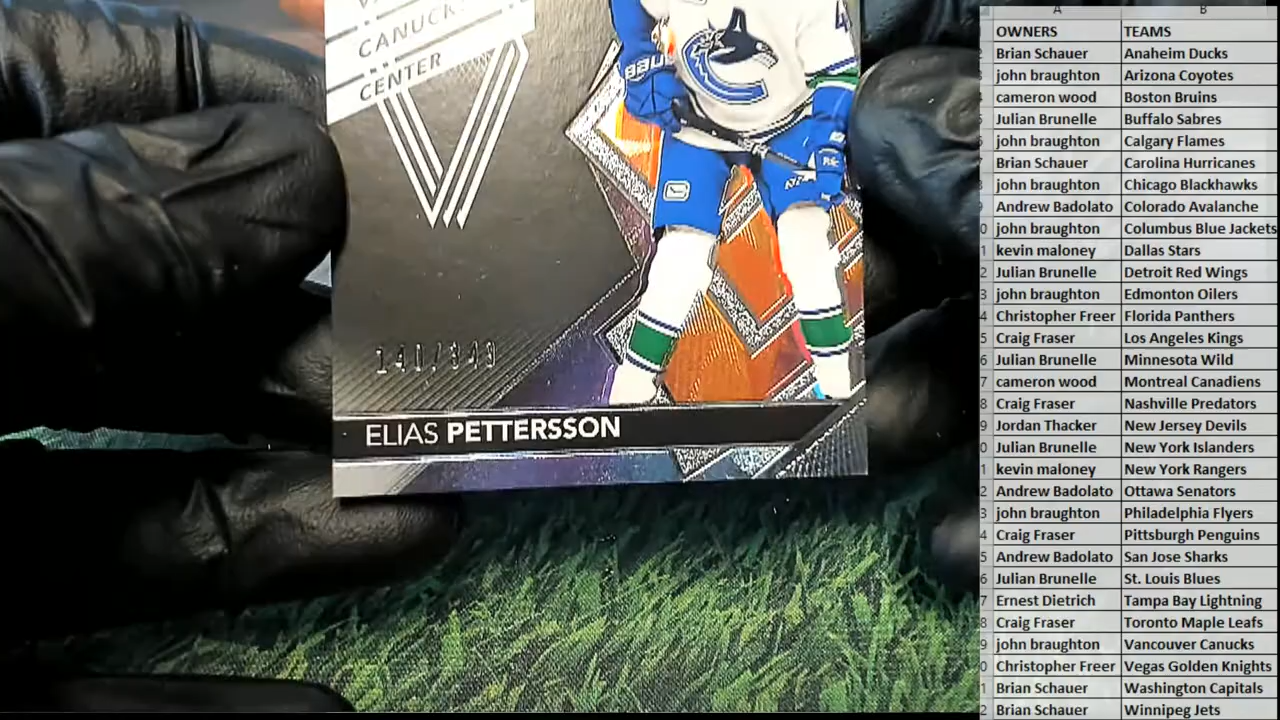 CANUCKS
CENTER
141/349
ELIAS PETTERSSON
A B
OWNERS TEAMS
Brian Schauer Anaheim Ducks
john braughton Arizona Coyotes
cameron wood Boston Bruins
Julian Brunelle Buffalo Sabres
john braughton Calgary Flames
Brian Schauer Carolina Hurricanes
john braughton Chicago Blackhawks
Andrew Badolato Colorado Avalanche
john braughton Columbus Blue Jackets
kevin maloney Dallas Stars
Julian Brunelle Detroit Red Wings
john braughton Edmonton Oilers
Christopher Freer Florida Panthers
Craig Fraser Los Angeles Kings
Julian Brunelle Minnesota Wild
cameron wood Montreal Canadiens
Craig Fraser Nashville Predators
Jordan Thacker New Jersey Devils
Julian Brunelle New York Islanders
kevin maloney New York Rangers
Andrew Badolato Ottawa Senators
john braughton Philadelphia Flyers
Craig Fraser Pittsburgh Penguins
Andrew Badolato San Jose Sharks
Julian Brunelle St. Louis Blues
Ernest Dietrich Tampa Bay Lightning
Craig Fraser Toronto Maple Leafs
john braughton Vancouver Canucks
Christopher Freer Vegas Golden Knights
Brian Schauer Washington Capitals
Brian Schauer Winnipeg Jets